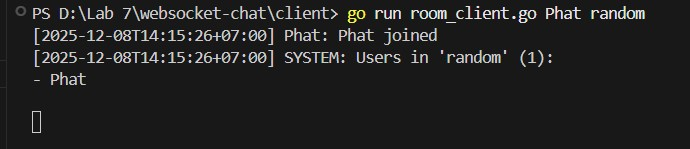 PS D:\Lab 7\websocket-chat\client> go run room_client.go Phat random
[2025-12-08T14:15:26+07:00] Phat: Phat joined
[2025-12-08T14:15:26+07:00] SYSTEM: Users in 'random' (1):
- Phat